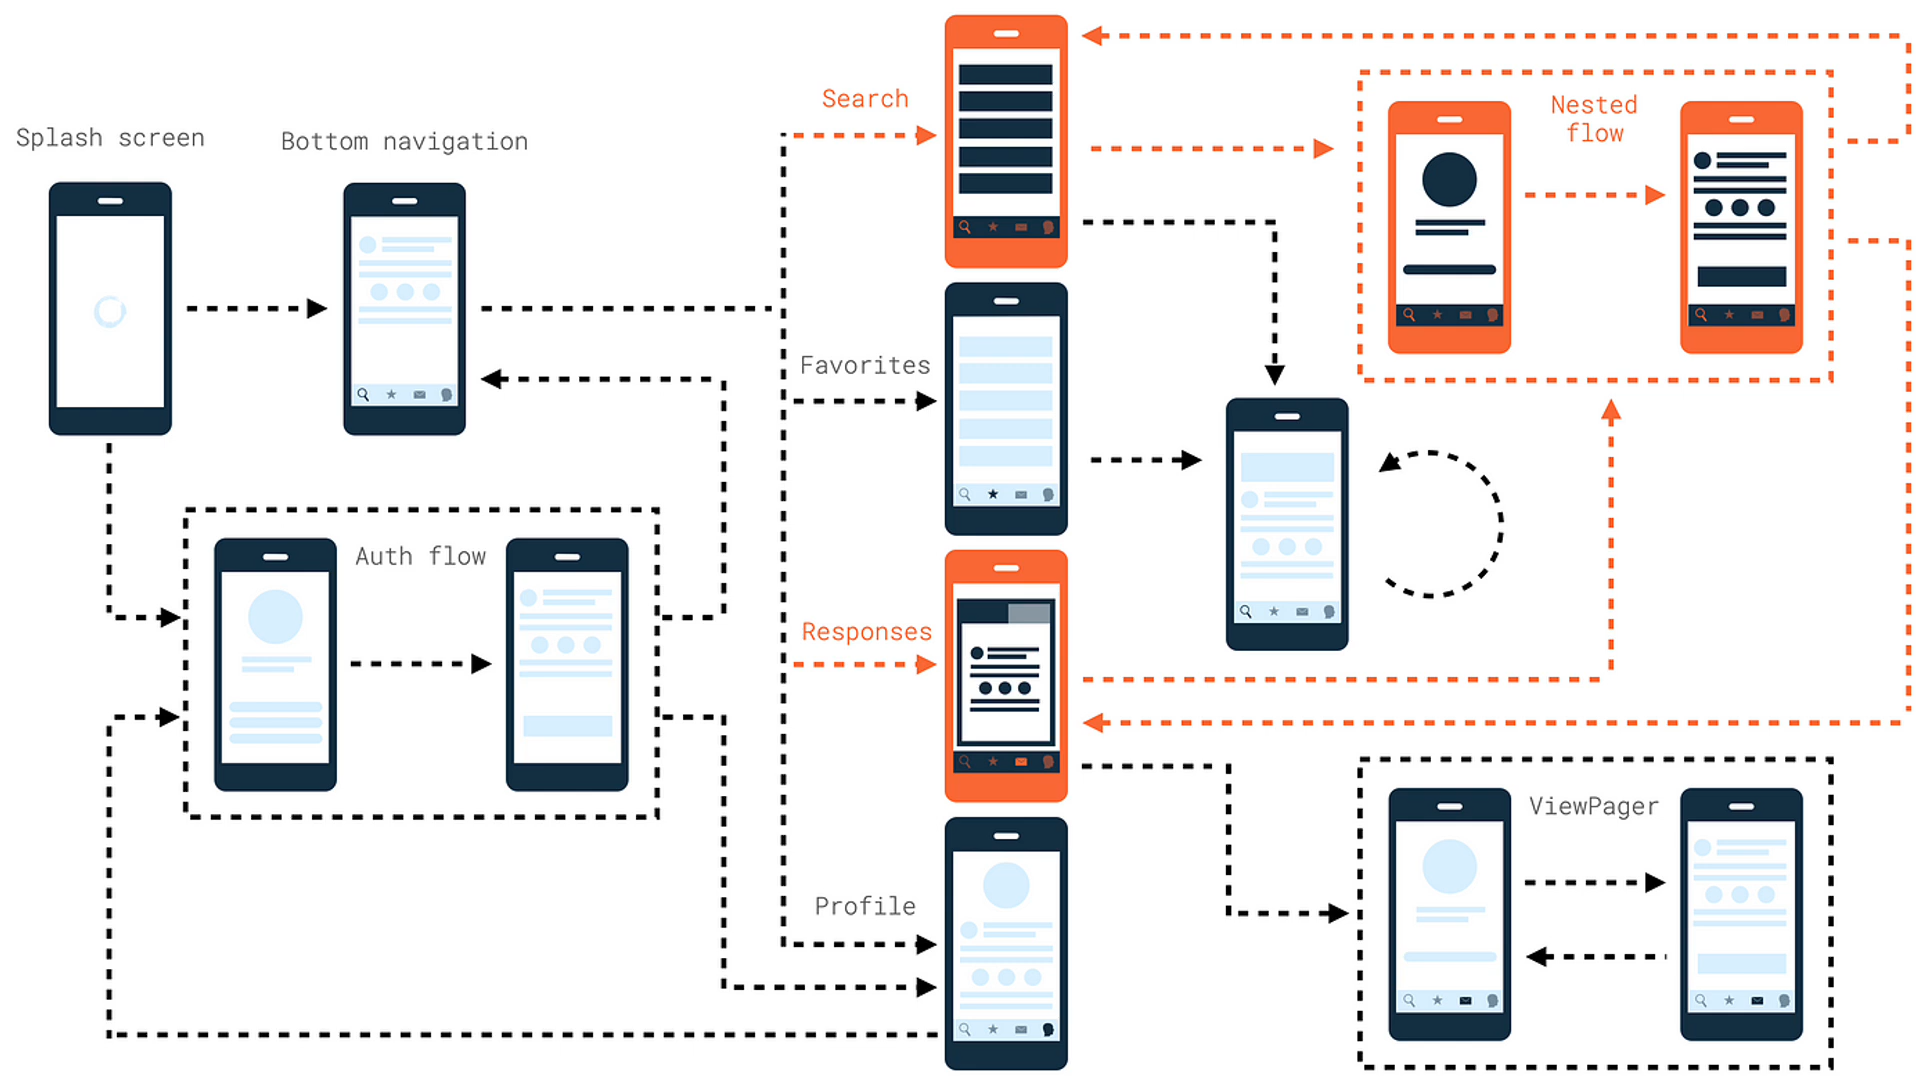 Splash screen
Bottom navigation
Search
Nested
flow
Favorites
Auth flow
Responses
ViewPager
Profile